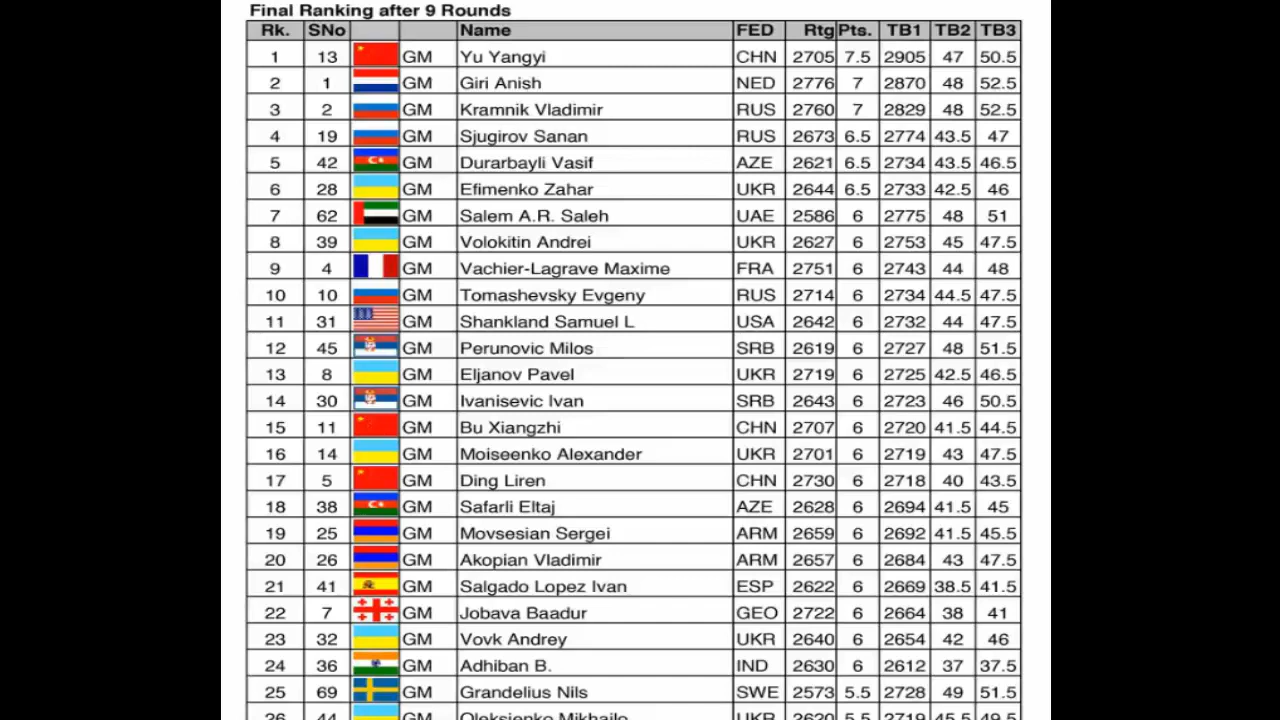 Final Ranking after 9 Rounds
Rk. SNo Name FED Rtg Pts. TB1 TB2 TB3
1 13 GM Yu Yangyi CHN 2705 7.5 2905 47 50.5
2 1 GM Giri Anish NED 2776 7 2870 48 52.5
3 2 GM Kramnik Vladimir RUS 2760 7 2829 48 52.5
4 19 GM Sjugirov Sanan RUS 2673 6.5 2774 43.5 47
5 42 GM Durarbayli Vasif AZE 2621 6.5 2734 43.5 46.5
6 28 GM Efimenko Zahar UKR 2644 6.5 2733 42.5 46
7 62 GM Salem A.R. Saleh UAE 2586 6 2775 48 51
8 39 GM Volokitin Andrei UKR 2627 6 2753 45 47.5
9 4 GM Vachier-Lagrave Maxime FRA 2751 6 2743 44 48
10 10 GM Tomashevsky Evgeny RUS 2714 6 2734 44.5 47.5
11 31 GM Shankland Samuel L USA 2642 6 2732 44 47.5
12 45 GM Perunovic Milos SRB 2619 6 2727 48 51.5
13 8 GM Eljanov Pavel UKR 2719 6 2725 42.5 46.5
14 30 GM Ivanisevic Ivan SRB 2643 6 2723 46 50.5
15 11 GM Bu Xiangzhi CHN 2707 6 2720 41.5 44.5
16 14 GM Moiseenko Alexander UKR 2701 6 2719 43 47.5
17 5 GM Ding Liren CHN 2730 6 2718 40 43.5
18 38 GM Safarli Eltaj AZE 2628 6 2694 41.5 45
19 25 GM Movsesian Sergei ARM 2659 6 2692 41.5 45.5
20 26 GM Akopian Vladimir ARM 2657 6 2684 43 47.5
21 41 GM Salgado Lopez Ivan ESP 2622 6 2669 38.5 41.5
22 7 GM Jobava Baadur GEO 2722 6 2664 38 41
23 32 GM Vovk Andrey UKR 2640 6 2654 42 46
24 36 GM Adhiban B. IND 2630 6 2612 37 37.5
25 69 GM Grandelius Nils SWE 2573 5.5 2728 49 51.5
26 44 GM Oleksienko Mikhailo UKR 2620 5.5 2719 45.5 49.5